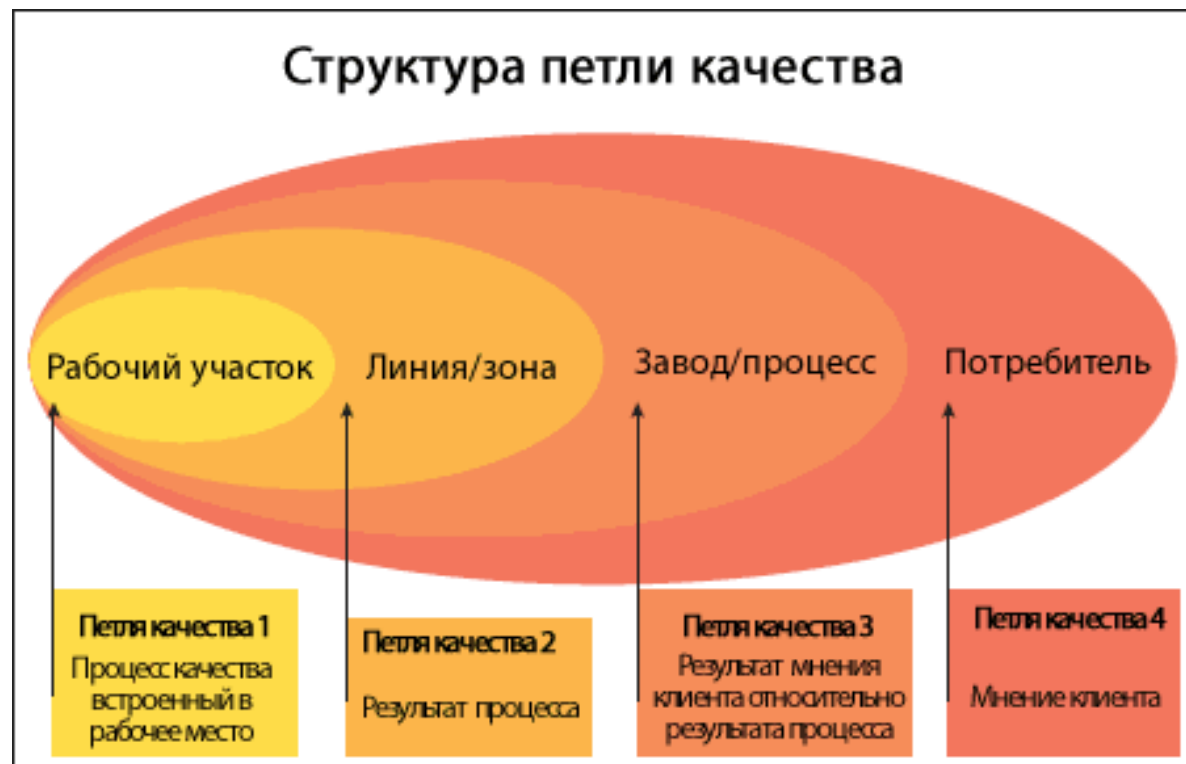 Структура петли качества
Рабочий участок
Линия/зона
Завод/процесс
Потребитель
Петля качества 1
Процесс качества
встроенный в
рабочее место
Петля качества 2
Результат процесса
Петля качества 3
Результат мнения
клиента относительно
результата процесса
Петля качества 4
Мнение клиента